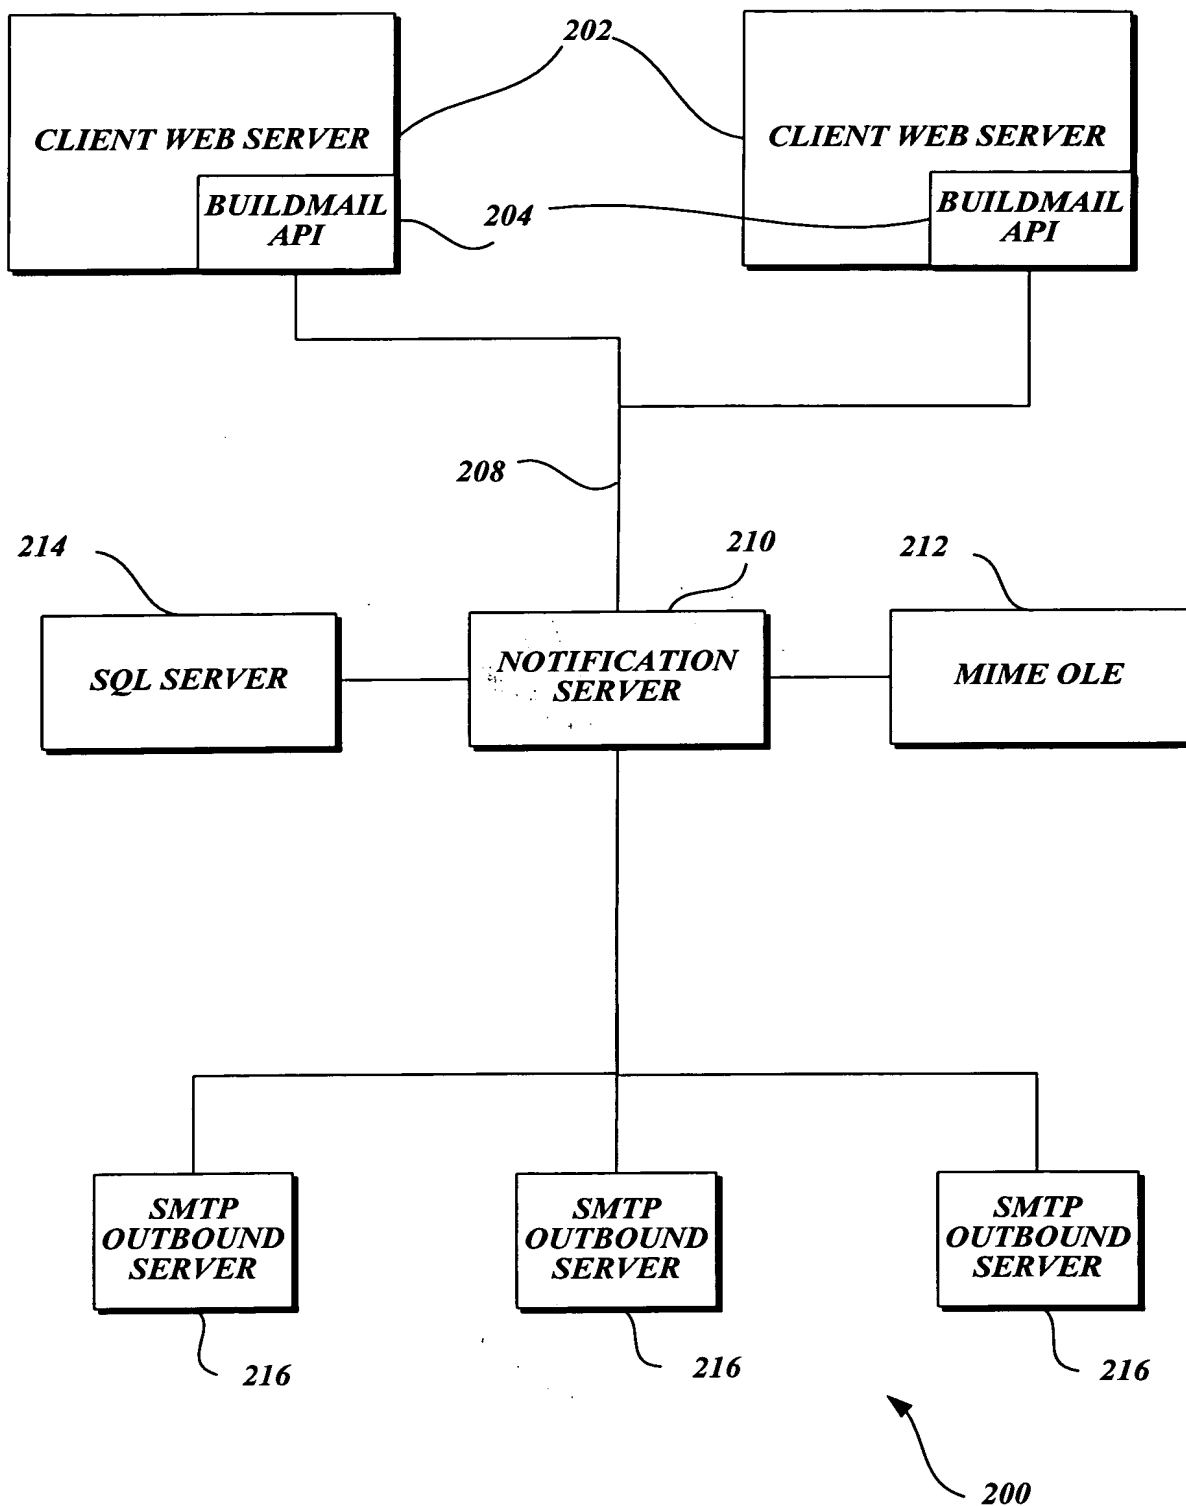 202
CLIENT WEB SERVER
BUILDMAIL
API
204
CLIENT WEB SERVER
BUILDMAIL
API
208
214
210
212
SQL SERVER
NOTIFICATION
SERVER
MIME OLE
SMTP
OUTBOUND
SERVER
SMTP
OUTBOUND
SERVER
SMTP
OUTBOUND
SERVER
216
216
216
200